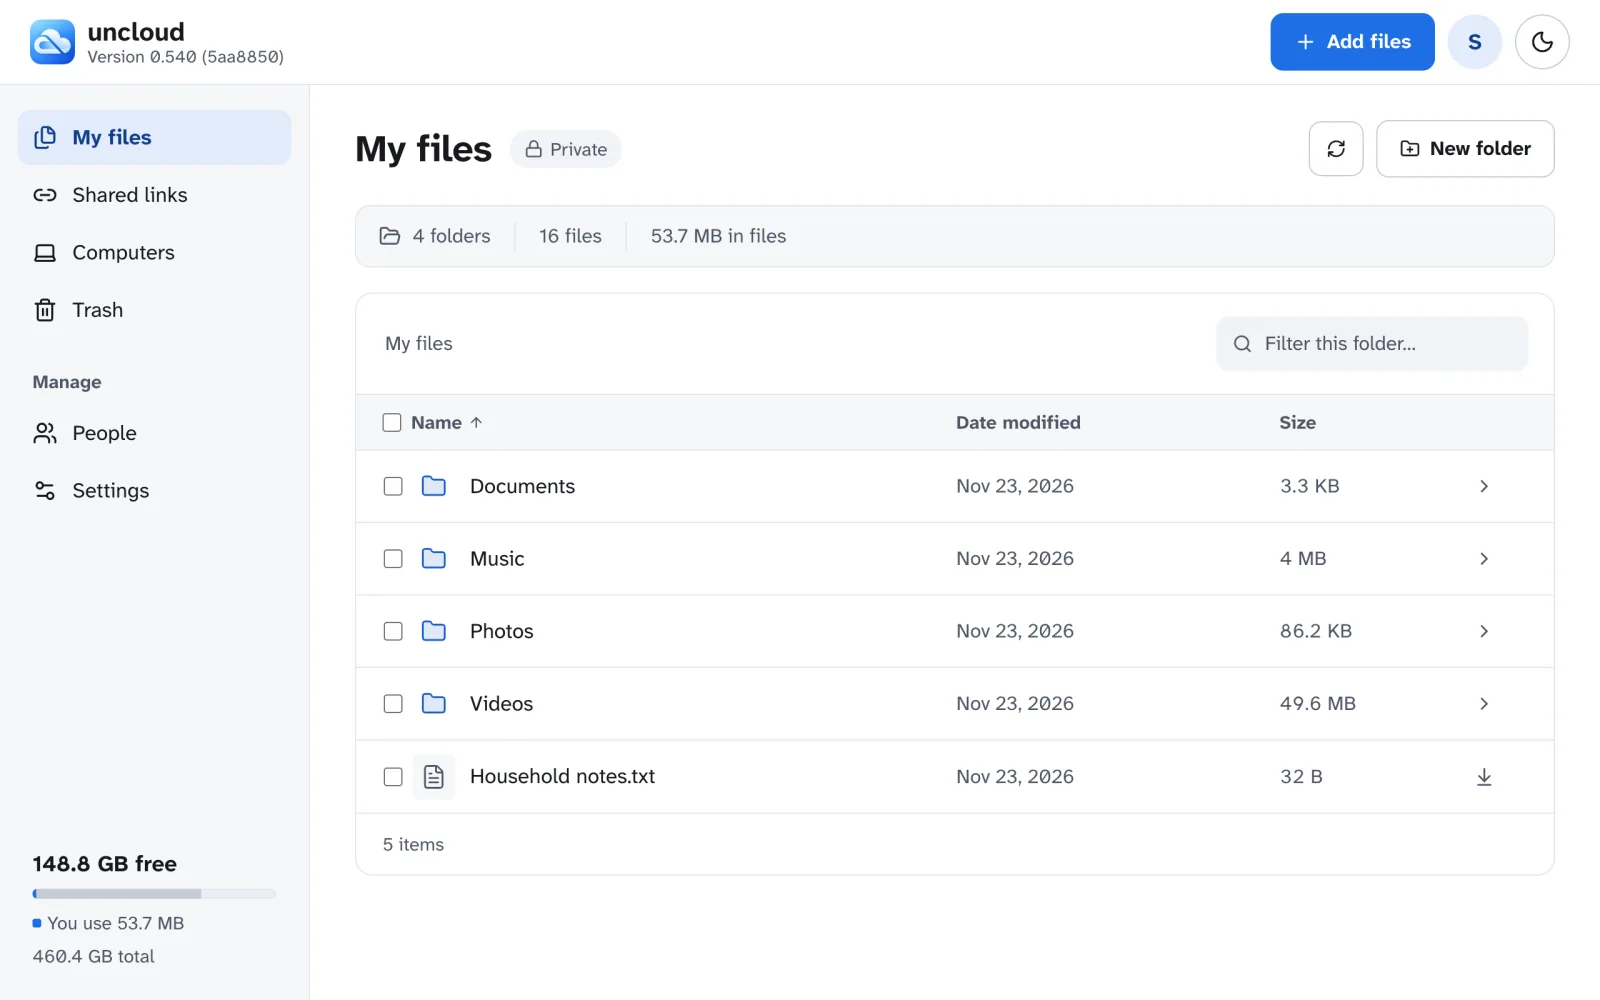 uncloud
Version 0.540 (5aa8850)
Add files
S
My files
Shared links
Computers
Trash
Manage
People
Settings
148.8 GB free
You use 53.7 MB
460.4 GB total
My files
Private
New folder
4 folders
16 files
53.7 MB in files
My files
Filter this folder...
Name
Date modified
Size
Documents
Nov 23, 2026
3.3 KB
Music
Nov 23, 2026
4 MB
Photos
Nov 23, 2026
86.2 KB
Videos
Nov 23, 2026
49.6 MB
Household notes.txt
Nov 23, 2026
32 B
5 items